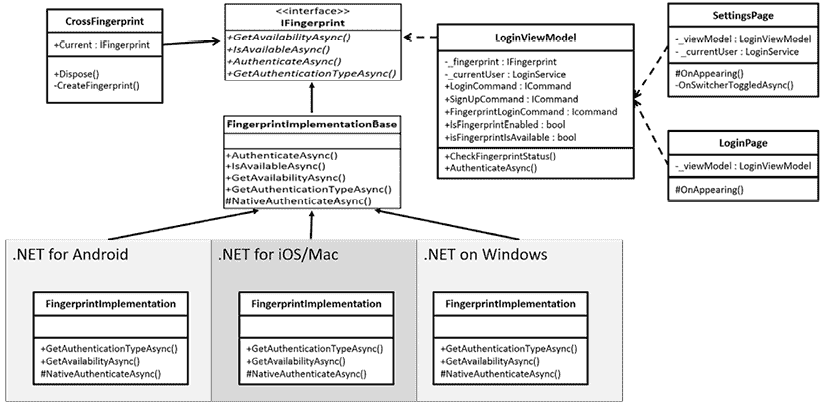 CrossFingerprint
+Current : IFingerprint
+Dispose()
-CreateFingerprint()
<<interface>>
IFingerprint
+GetAvailabilityAsync()
+IsAvailableAsync()
+AuthenticateAsync()
+GetAuthenticationTypeAsync()
LoginViewModel
-_fingerprint : IFingerprint
-_currentUser : LoginService
+LoginCommand : ICommand
+SignUpCommand : ICommand
+FingerprintLoginCommand : Icommand
+IsFingerprintEnabled : bool
+isFingerprintIsAvailable : bool
+CheckFingerprintStatus()
+AuthenticateAsync()
SettingsPage
-_viewModel : LoginViewModel
-_currentUser : LoginService
#OnAppearing()
-OnSwitcherToggledAsync()
LoginPage
-_viewModel : LoginViewModel
#OnAppearing()
FingerprintImplementationBase
+AuthenticateAsync()
+IsAvailableAsync()
+GetAvailabilityAsync()
+GetAuthenticationTypeAsync()
#NativeAuthenticateAsync()
.NET for Android
FingerprintImplementation
+GetAuthenticationTypeAsync()
+GetAvailabilityAsync()
#NativeAuthenticateAsync()
.NET for iOS/Mac
FingerprintImplementation
+GetAuthenticationTypeAsync()
+GetAvailabilityAsync()
#NativeAuthenticateAsync()
.NET on Windows
FingerprintImplementation
+GetAuthenticationTypeAsync()
+GetAvailabilityAsync()
#NativeAuthenticateAsync()